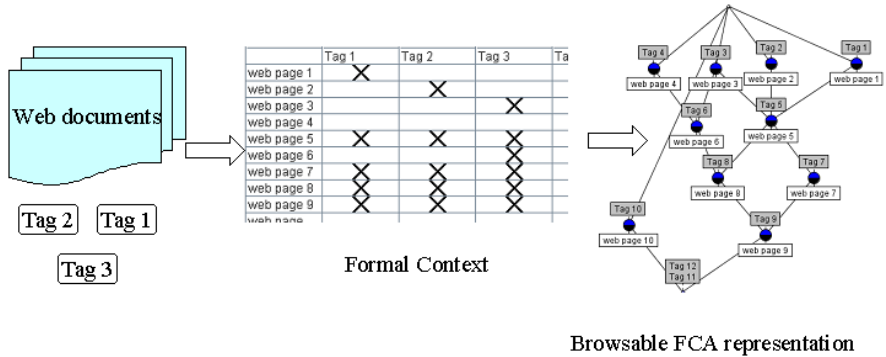 Web documents
Tag 2 Tag 1
Tag 3
Tag 1 Tag 2 Tag 3 Ta
web page 1
web page 2
web page 3
web page 4
web page 5
web page 6
web page 7
web page 8
web page 9
web page
Formal Context
Tag 4 Tag 3 Tag 2 Tag 1
web page 4 web page 3 web page 2 web page 1
Tag 6 Tag 5
web page 6 web page 5
Tag 8 Tag 7
web page 8 web page 7
Tag 10 Tag 9
web page 10 web page 9
Tag 12
Tag 11
Browsable FCA representation